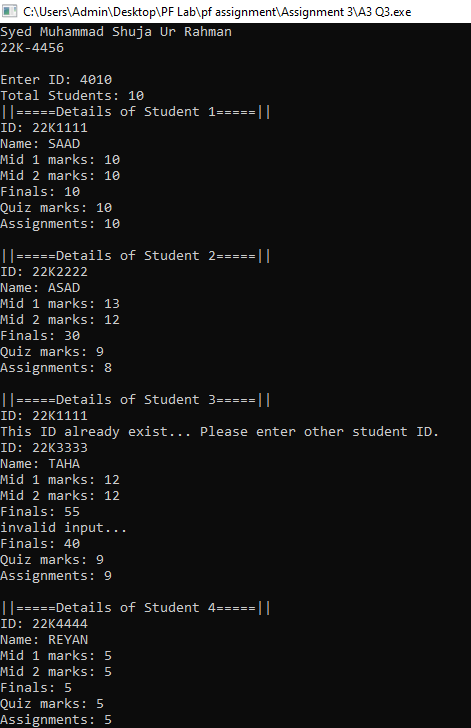 C:\Users\Admin\Desktop\PF Lab\pf assignment\Assignment 3\A3 Q3.exe
Syed Muhammad Shuja Ur Rahman
22K-4456
Enter ID: 4010
Total Students: 10
||=====Details of Student 1=====||
ID: 22K1111
Name: SAAD
Mid 1 marks: 10
Mid 2 marks: 10
Finals: 10
Quiz marks: 10
Assignments: 10
||=====Details of Student 2=====||
ID: 22K2222
Name: ASAD
Mid 1 marks: 13
Mid 2 marks: 12
Finals: 30
Quiz marks: 9
Assignments: 8
||=====Details of Student 3=====||
ID: 22K1111
This ID already exist... Please enter other student ID.
ID: 22K3333
Name: TAHA
Mid 1 marks: 12
Mid 2 marks: 12
Finals: 55
invalid input...
Finals: 40
Quiz marks: 9
Assignments: 9
||=====Details of Student 4=====||
ID: 22K4444
Name: REYAN
Mid 1 marks: 5
Mid 2 marks: 5
Finals: 5
Quiz marks: 5
Assignments: 5